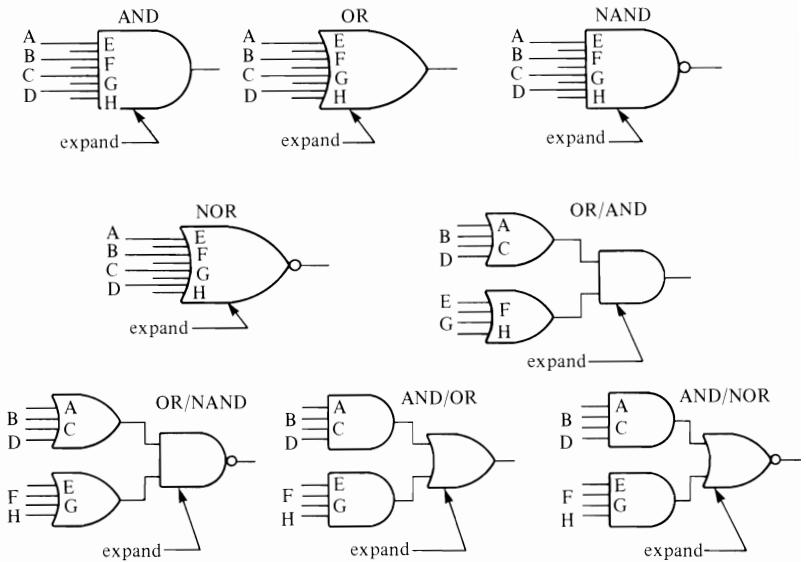 AND
OR
NAND
A
B
C
D
E
F
G
H
expand
A
B
C
D
E
F
G
H
expand
A
B
C
D
E
F
G
H
expand
NOR
OR/AND
A
B
C
D
E
F
G
H
expand
A
B
C
D
E
F
G
H
expand
OR/NAND
AND/OR
AND/NOR
A
B
C
D
E
F
G
H
expand
A
B
C
D
E
F
G
H
expand
A
B
C
D
E
F
G
H
expand